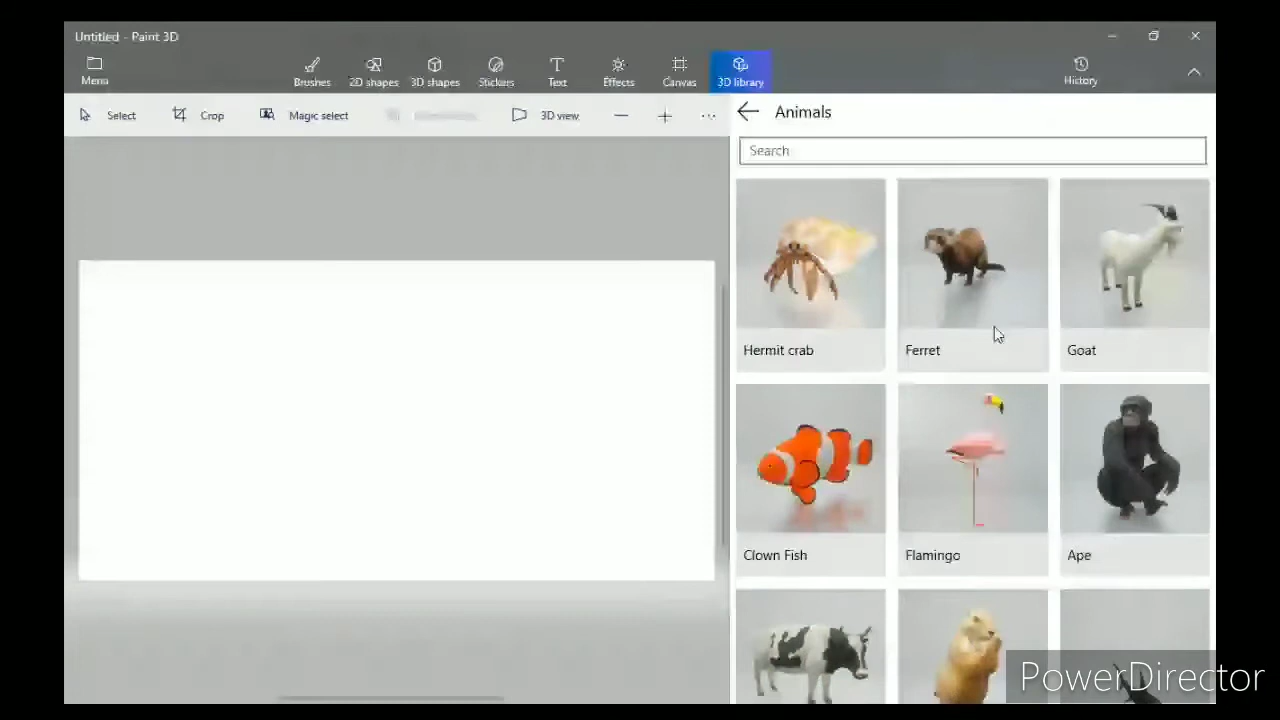 Untitled - Paint 3D
Menu
Brushes
2D shapes
3D shapes
Stickers
Text
Effects
Canvas
3D library
History
Select
Crop
Magic select
3D view
Animals
Search
Hermit crab
Ferret
Goat
Clown Fish
Flamingo
Ape
PowerDirector